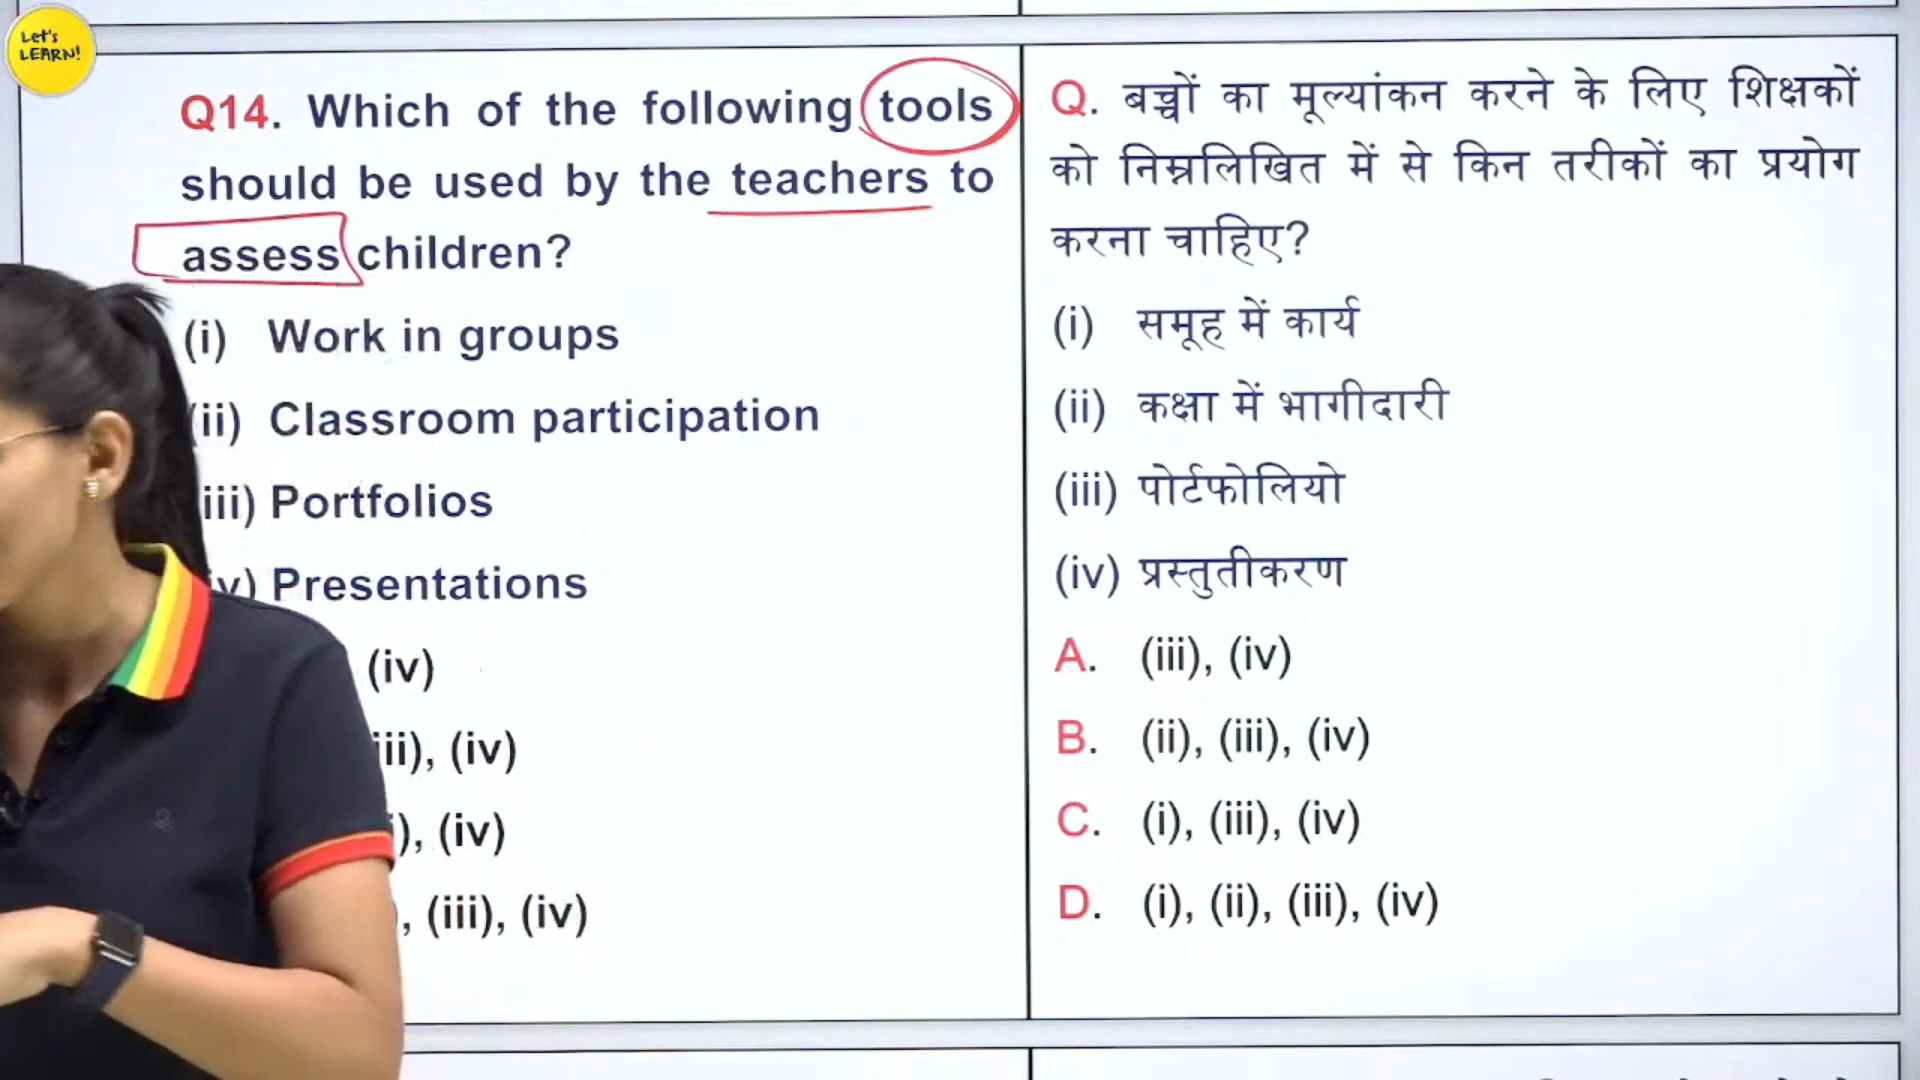 Let's
LEARN!
Q14. Which of the following tools
should be used by the teachers to
assess children?
(i) Work in groups
(ii) Classroom participation
(iii) Portfolios
(iv) Presentations
(iv)
(iv)
(iv)
(iii), (iv)
Q. बच्चों का मूल्यांकन करने के लिए शिक्षकों
को निम्नलिखित में से किन तरीकों का प्रयोग
करना चाहिए?
(i) समूह में कार्य
(ii) कक्षा में भागीदारी
(iii) पोर्टफोलियो
(iv) प्रस्तुतीकरण
A. (iii), (iv)
B. (ii), (iii), (iv)
C. (i), (iii), (iv)
D. (i), (ii), (iii), (iv)